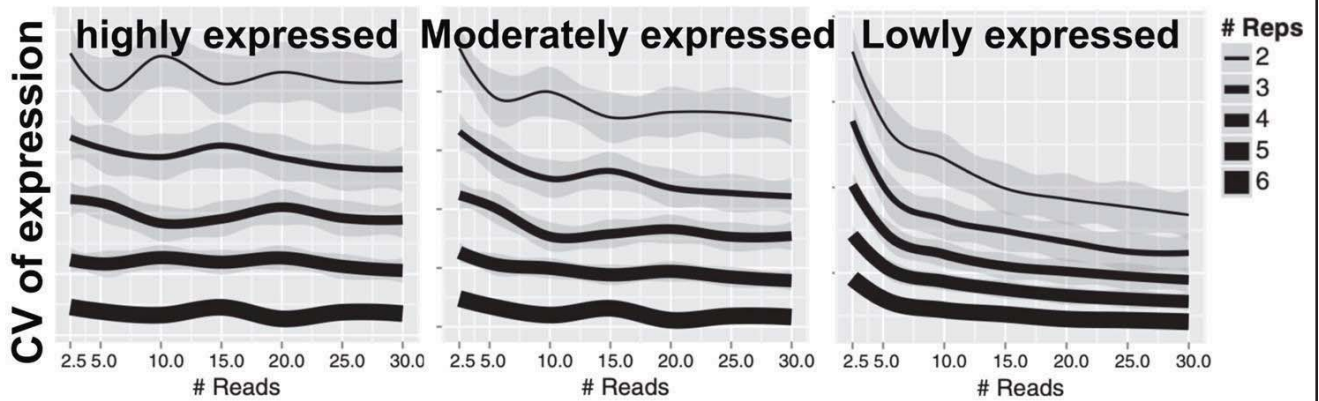 highly expressed
Moderately expressed
Lowly expressed
CV of expression
2.5 5.0 10.0 15.0 20.0 25.0 30.0
# Reads
2.5 5.0 10.0 15.0 20.0 25.0 30.0
# Reads
2.5 5.0 10.0 15.0 20.0 25.0 30.0
# Reads
# Reps
2
3
4
5
6